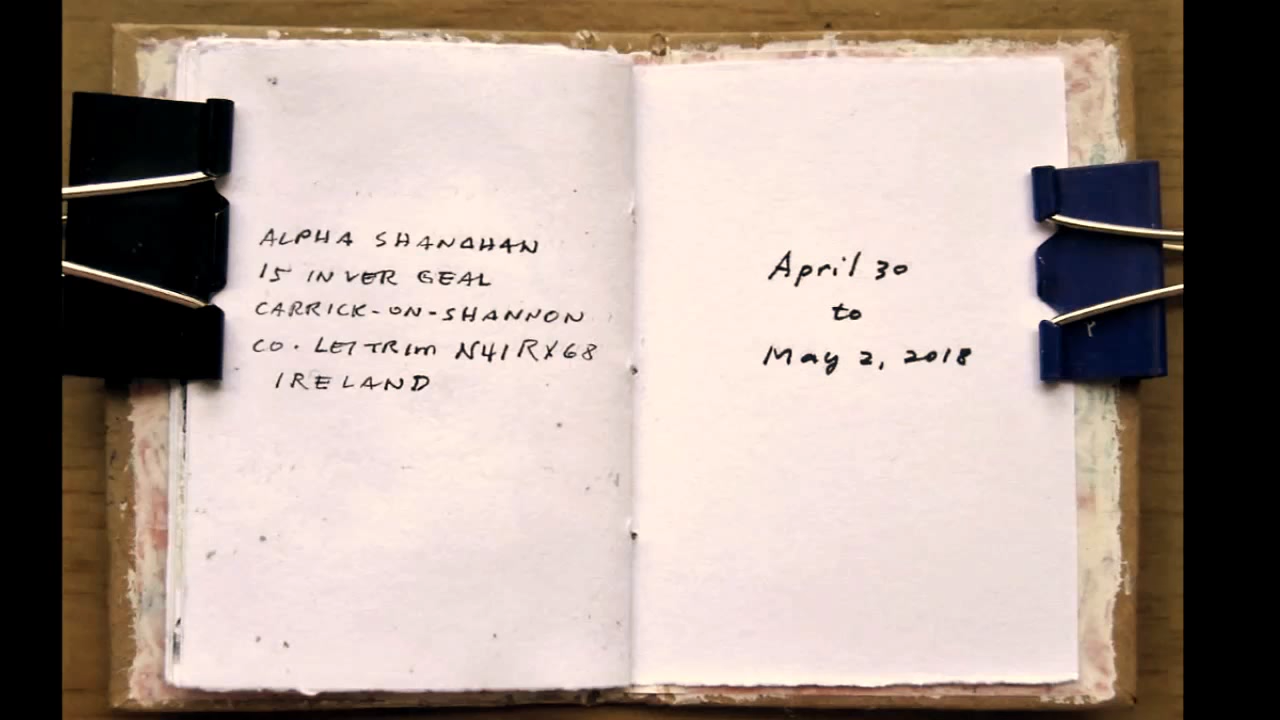 ALPHA SHANAHAN
15 INVER GEAL
CARRICK-ON-SHANNON
CO. LEITRIM N41RX68
IRELAND
April 30
to
May 2, 2018